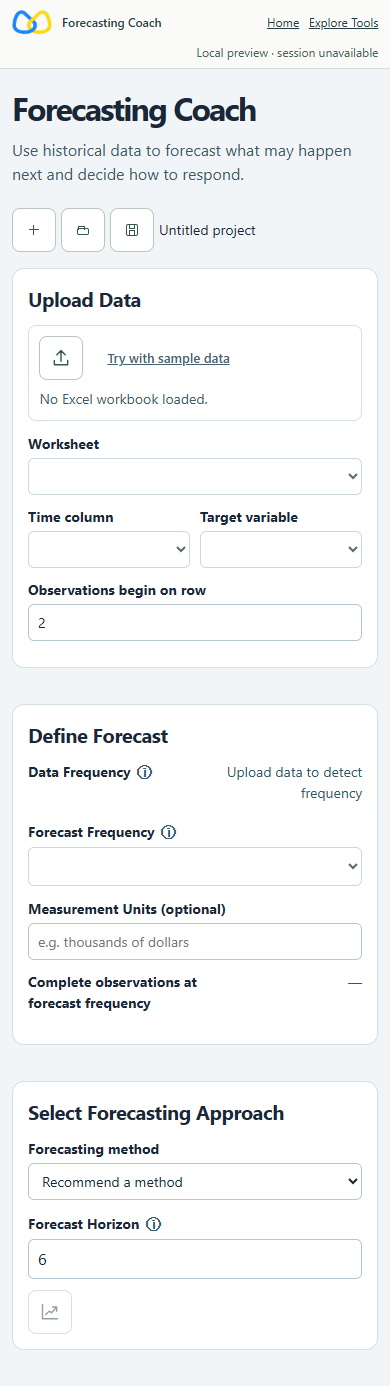 Forecasting Coach
Home Explore Tools
Local preview · session unavailable
Forecasting Coach
Use historical data to forecast what may happen
next and decide how to respond.
Untitled project
Upload Data
Try with sample data
No Excel workbook loaded.
Worksheet
Time column Target variable
Observations begin on row
2
Define Forecast
Data Frequency ⓘ Upload data to detect
frequency
Forecast Frequency ⓘ
Measurement Units (optional)
e.g. thousands of dollars
Complete observations at —
forecast frequency
Select Forecasting Approach
Forecasting method
Recommend a method
Forecast Horizon ⓘ
6